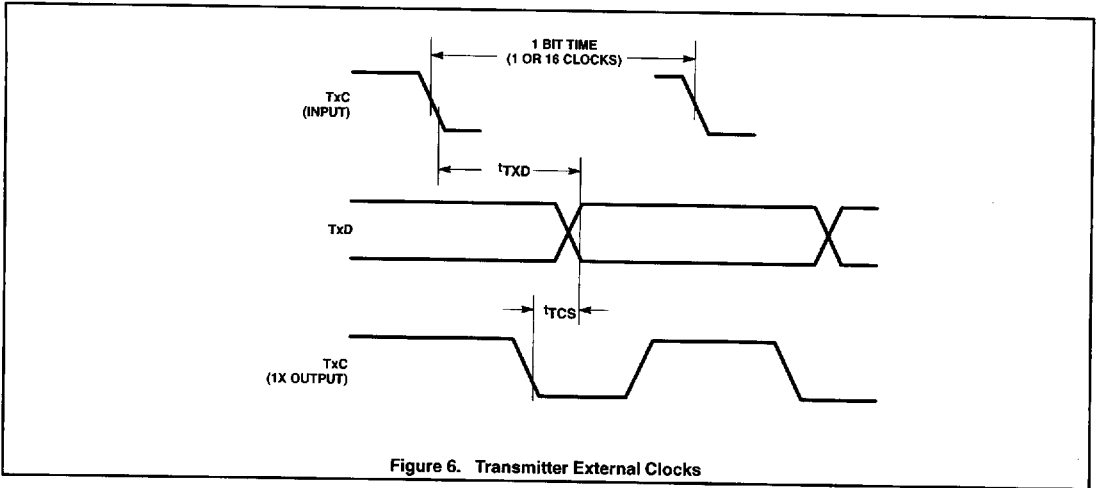 1 BIT TIME
(1 OR 16 CLOCKS)
TxC
(INPUT)
tTXD
TxD
tTCS
TxC
(1X OUTPUT)
Figure 6. Transmitter External Clocks